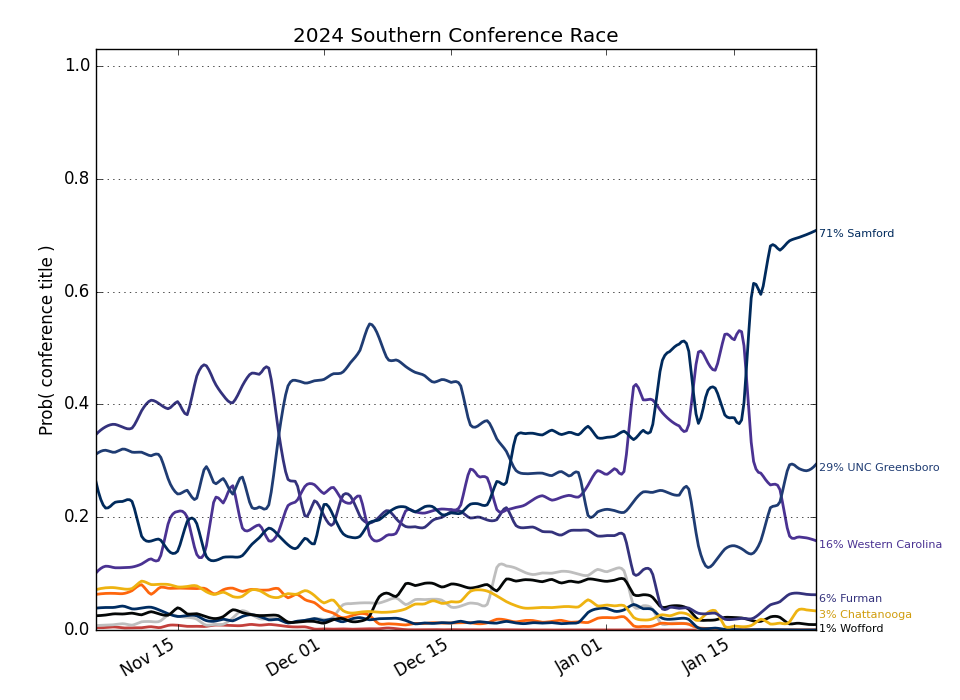 2024 Southern Conference Race
Prob( conference title )
1.0
0.8
0.6
0.4
0.2
0.0
71% Samford
29% UNC Greensboro
16% Western Carolina
6% Furman
3% Chattanooga
1% Wofford
Nov 15
Dec 01
Dec 15
Jan 01
Jan 15